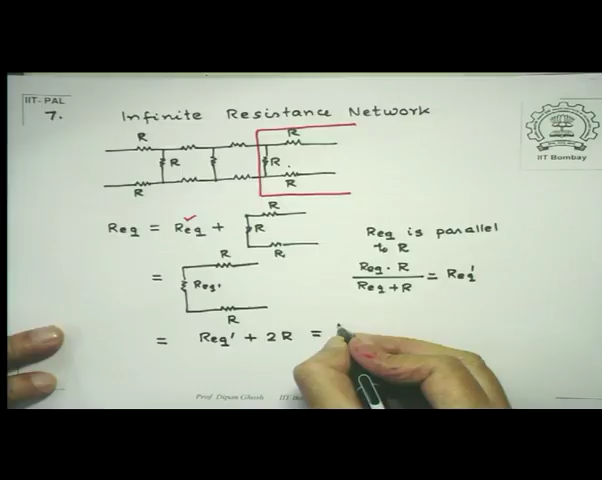 IIT-PAL
7.
Infinite Resistance Network
IIT Bombay
R R
R R .
R R
Req = Req + R R R
Req is parallel
to R
Req . R / Req + R = Req'
= R Req' R
= Req' + 2R =
Prof Dipan Ghosh